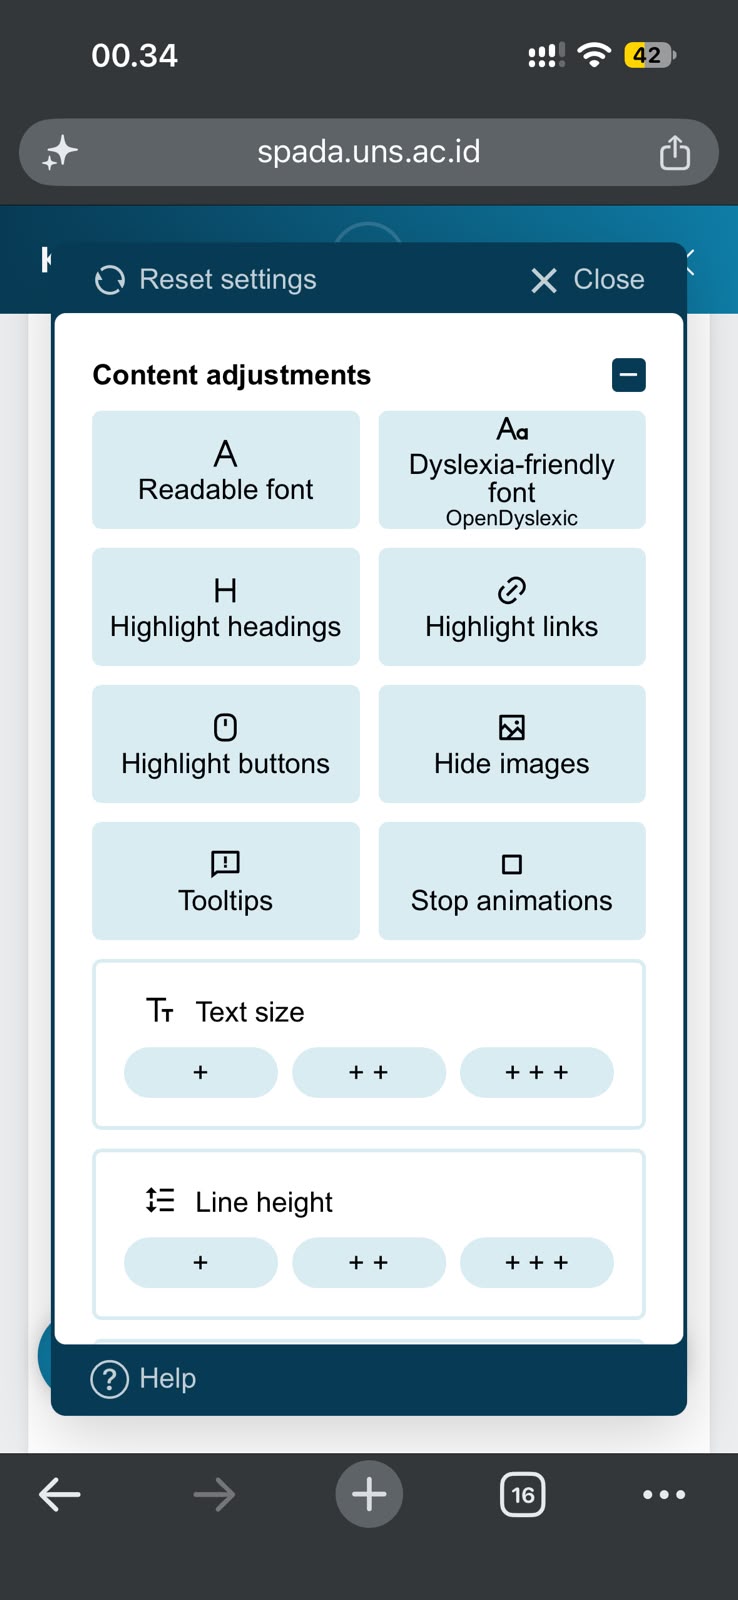 00.34
42
spada.uns.ac.id
Reset settings
Close
Content adjustments
A
Readable font
Aa
Dyslexia-friendly
font
OpenDyslexic
H
Highlight headings
Highlight links
Highlight buttons
Hide images
Tooltips
Stop animations
TT Text size
+
+ +
+ + +
Line height
+
+ +
+ + +
? Help
16